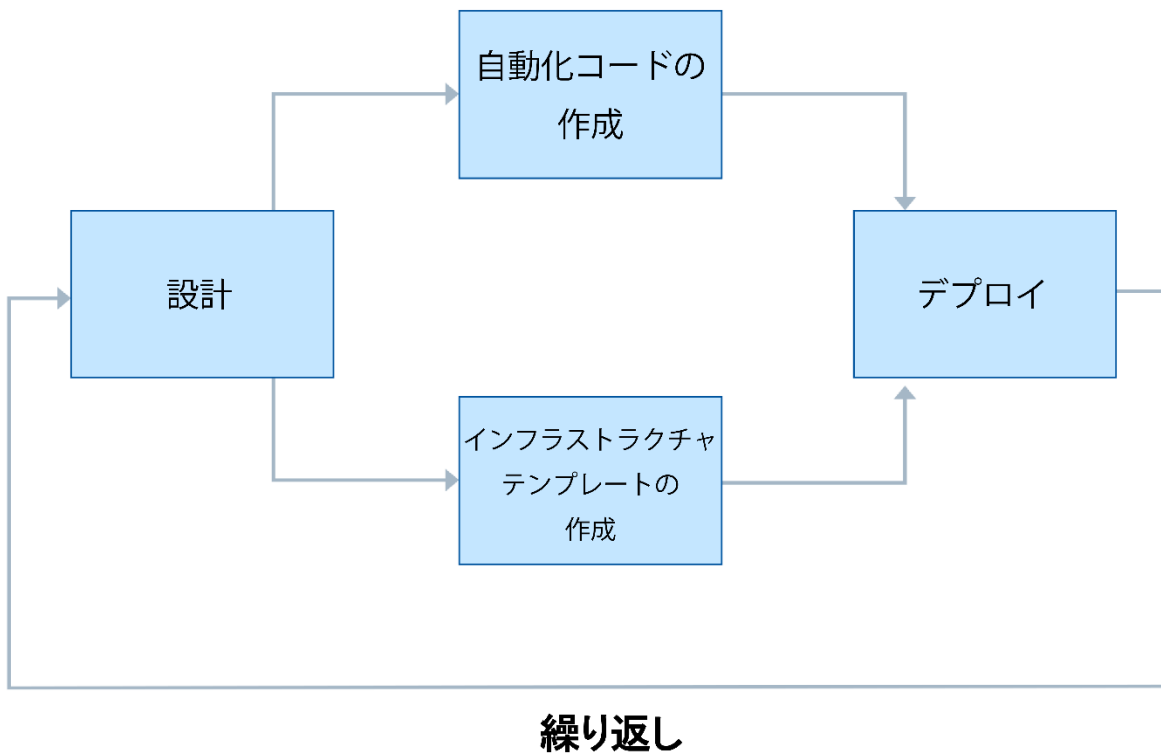 自動化コードの
作成
設計
デプロイ
インフラストラクチャ
テンプレートの
作成
繰り返し